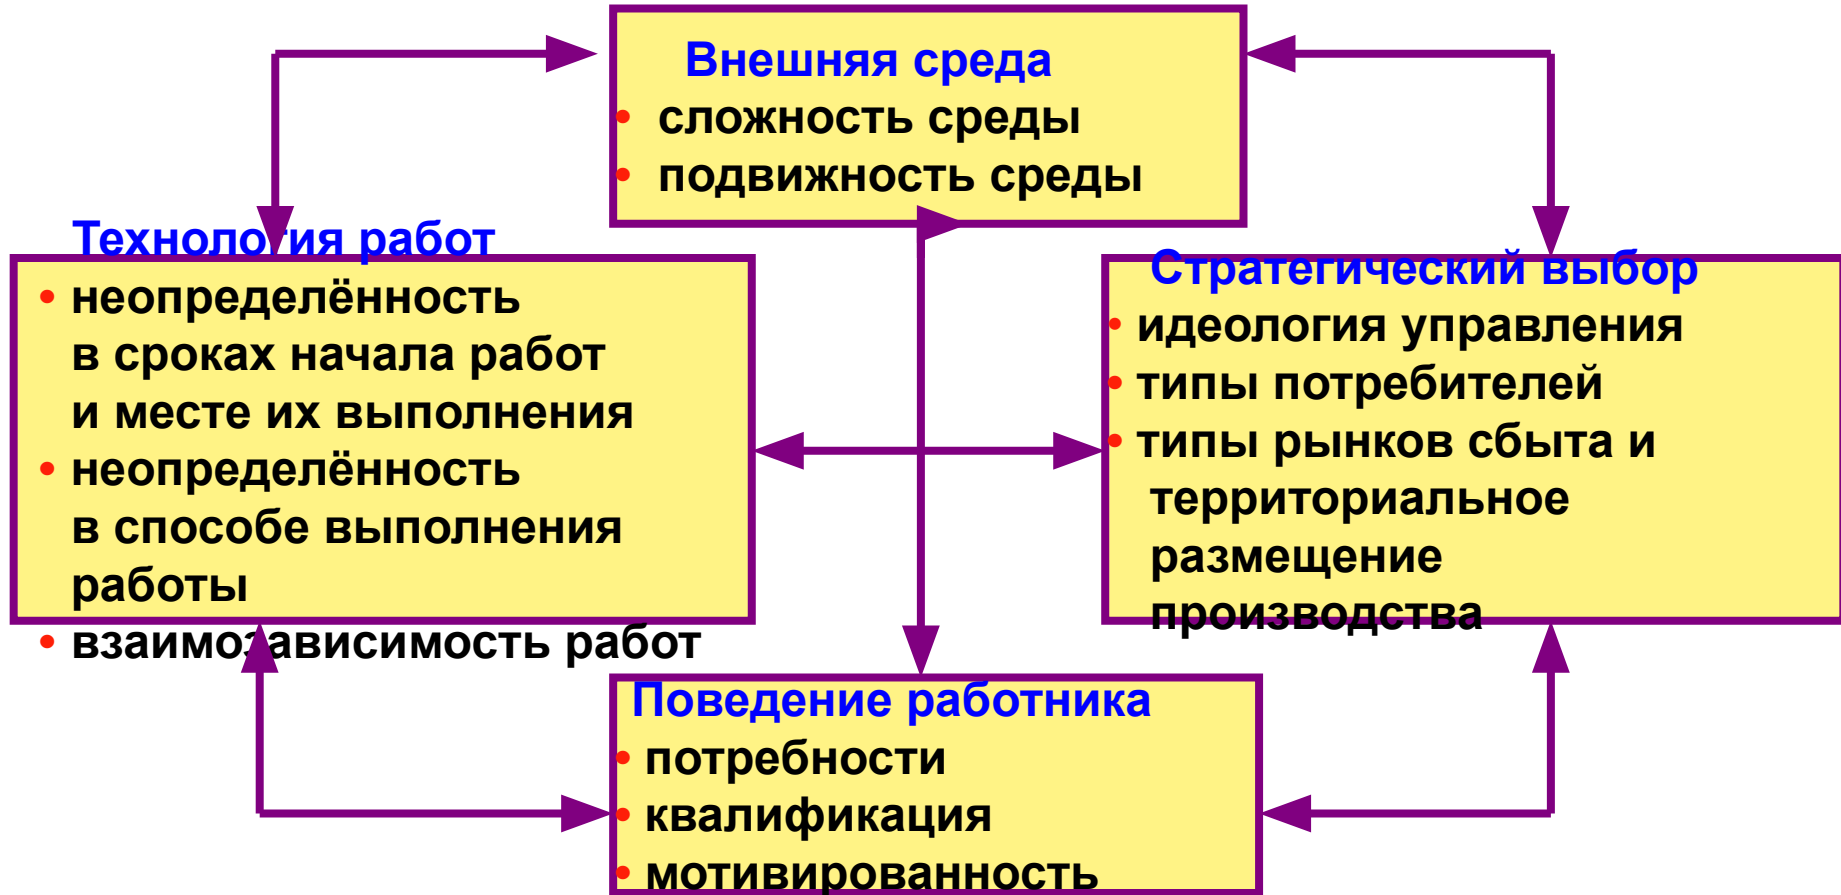 Внешняя среда
• сложность среды
• подвижность среды
Технология работ
• неопределённость
в сроках начала работ
и месте их выполнения
• неопределённость
в способе выполнения
работы
• взаимозависимость работ
Стратегический выбор
• идеология управления
• типы потребителей
• типы рынков сбыта и
территориальное
размещение
производства
Поведение работника
• потребности
• квалификация
• мотивированность